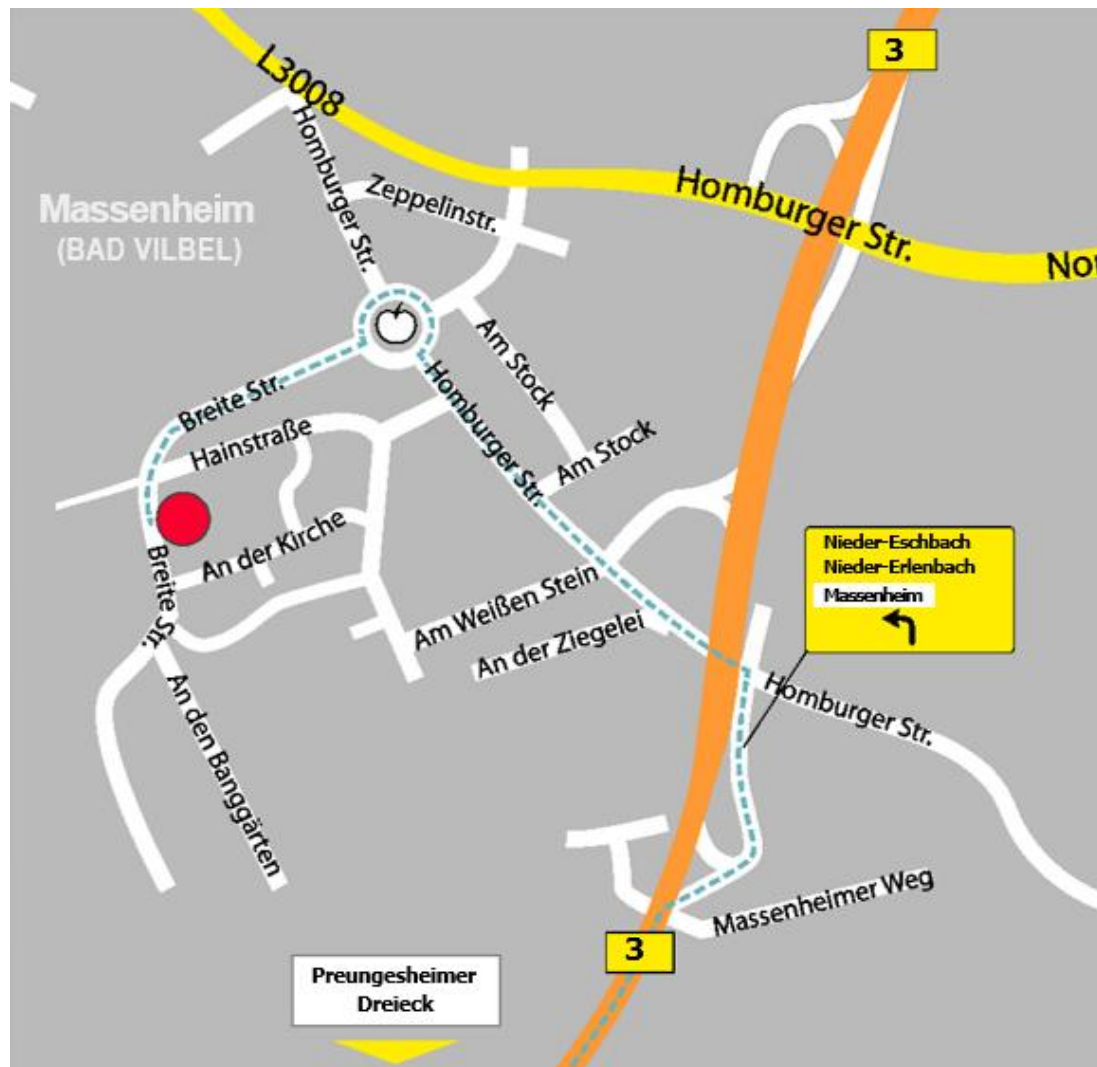 3
L3008
Homburger Str.
Zeppelinstr.
Homburger Str.
Massenheim
(BAD VILBEL)
Am Stock
Breite Str.
Homburger Str.
Hainstraße
Am Stock
An der Kirche
Breite Str.
Am Weißen Stein
An der Ziegelei
Nieder-Eschbach
Nieder-Erlenbach
Massenheim
Homburger Str.
An den Banggärten
Massenheimer Weg
3
Preungesheimer
Dreieck